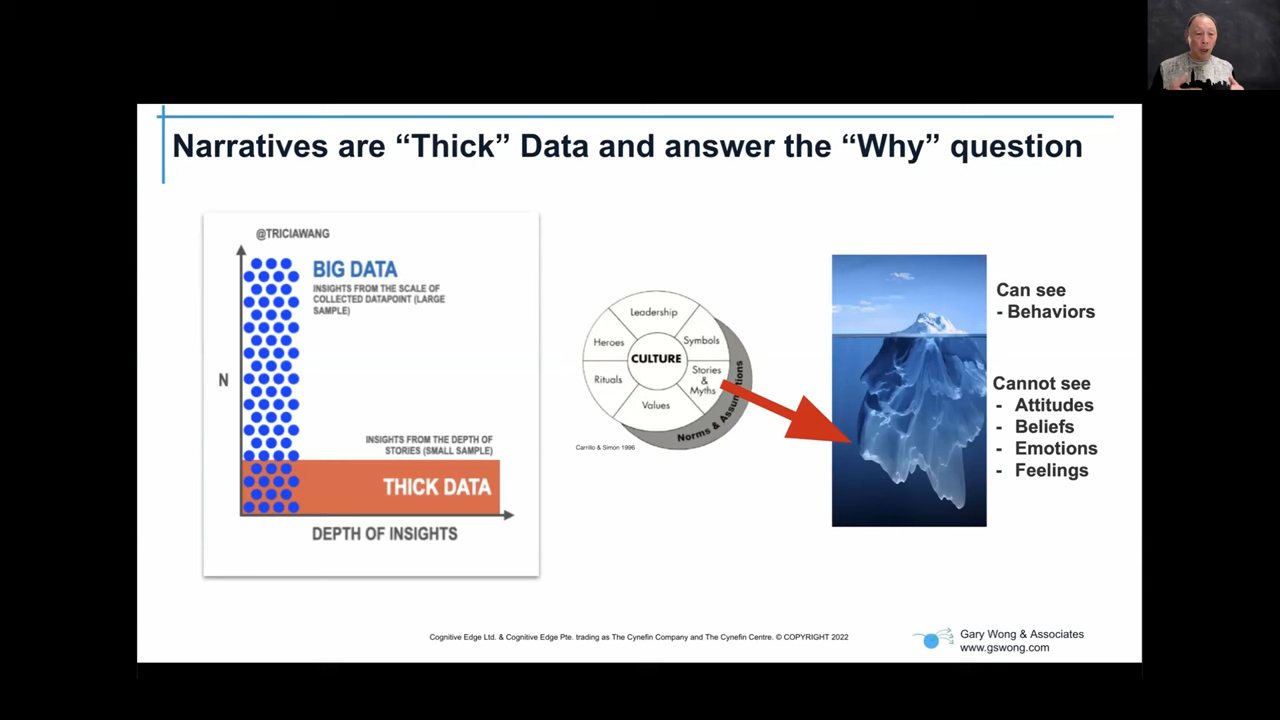 Narratives are “Thick” Data and answer the “Why” question
@TRICIAWANG
BIG DATA
INSIGHTS FROM THE SCALE OF
COLLECTED DATAPOINT (LARGE
SAMPLE)
N
INSIGHTS FROM THE DEPTH OF
STORIES (SMALL SAMPLE)
THICK DATA
DEPTH OF INSIGHTS
Leadership
Heroes
Symbols
CULTURE
Rituals
Stories
&
Myths
Values
Norms &
Carrillo & Simon 1996
Can see
- Behaviors
Cannot see
- Attitudes
- Beliefs
- Emotions
- Feelings
Cognitive Edge Ltd. & Cognitive Edge Pte. trading as The Cynefin Company and The Cynefin Centre. © COPYRIGHT 2022
Gary Wong & Associates
www.gswong.com